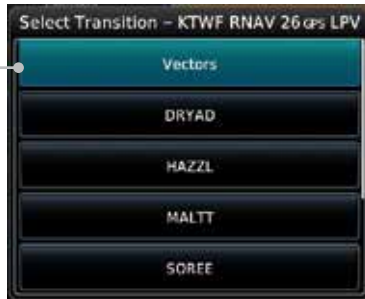 Select Transition – KTWF RNAV 26 GPS LPV
Vectors
DRYAD
HAZZL
MALTT
SOREE